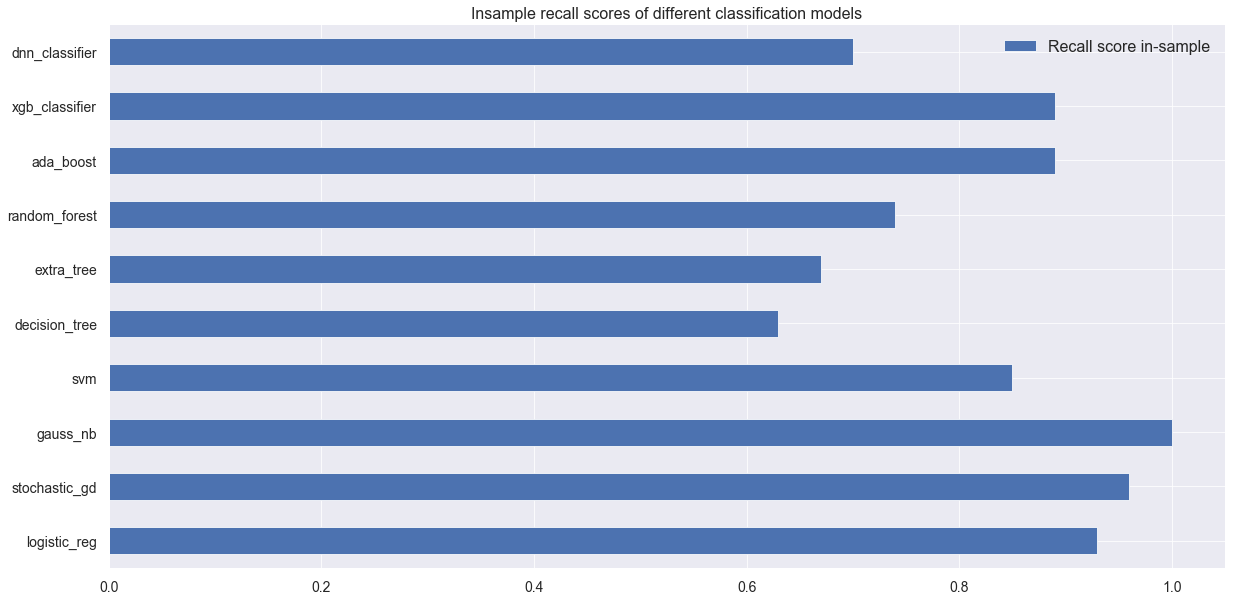 Insample recall scores of different classification models
Recall score in-sample
dnn_classifier
xgb_classifier
ada_boost
random_forest
extra_tree
decision_tree
svm
gauss_nb
stochastic_gd
logistic_reg
0.0 0.2 0.4 0.6 0.8 1.0